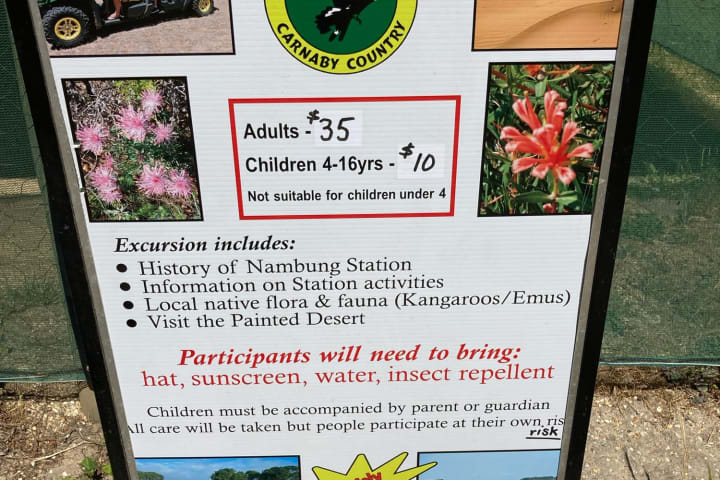 CARNABY COUNTRY
Adults - $35
Children 4-16yrs - $10
Not suitable for children under 4
Excursion includes:
• History of Nambung Station
• Information on Station activities
• Local native flora & fauna (Kangaroos/Emus)
• Visit the Painted Desert
Participants will need to bring:
hat, sunscreen, water, insect repellent
Children must be accompanied by parent or guardian
All care will be taken but people participate at their own ris
risk